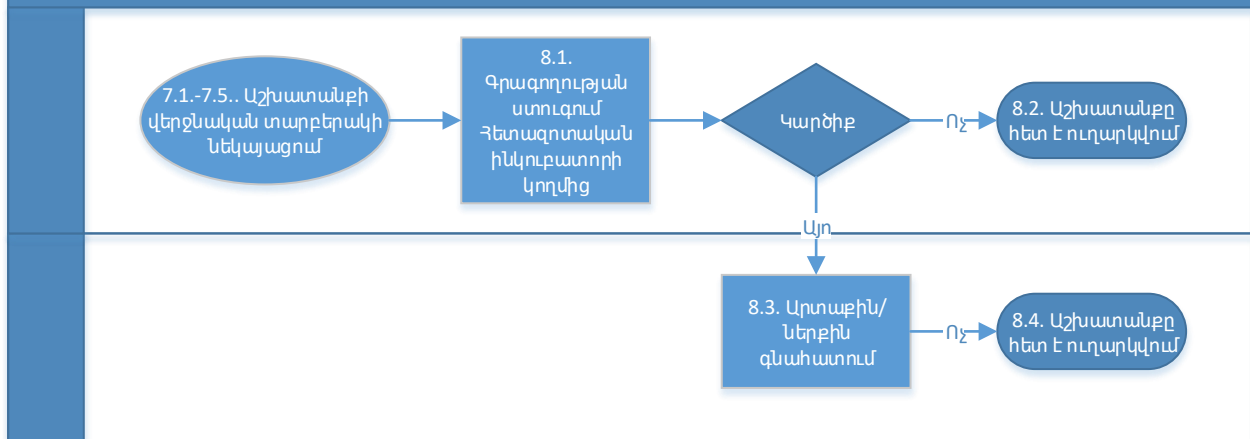 7.1.-7.5.. Աշխատանքի
վերջնական տարբերակի
նեկայացում
8.1.
Գրագողության
ստուգում
Հետազոտական
ինկուբատորի
կողմից
Կարծիք
Ոչ
8.2. Աշխատանքը
հետ է ուղարկվում
Այո
8.3. Արտաքին/
ներքին
գնահատում
Ոչ
8.4. Աշխատանքը
հետ է ուղարկվում